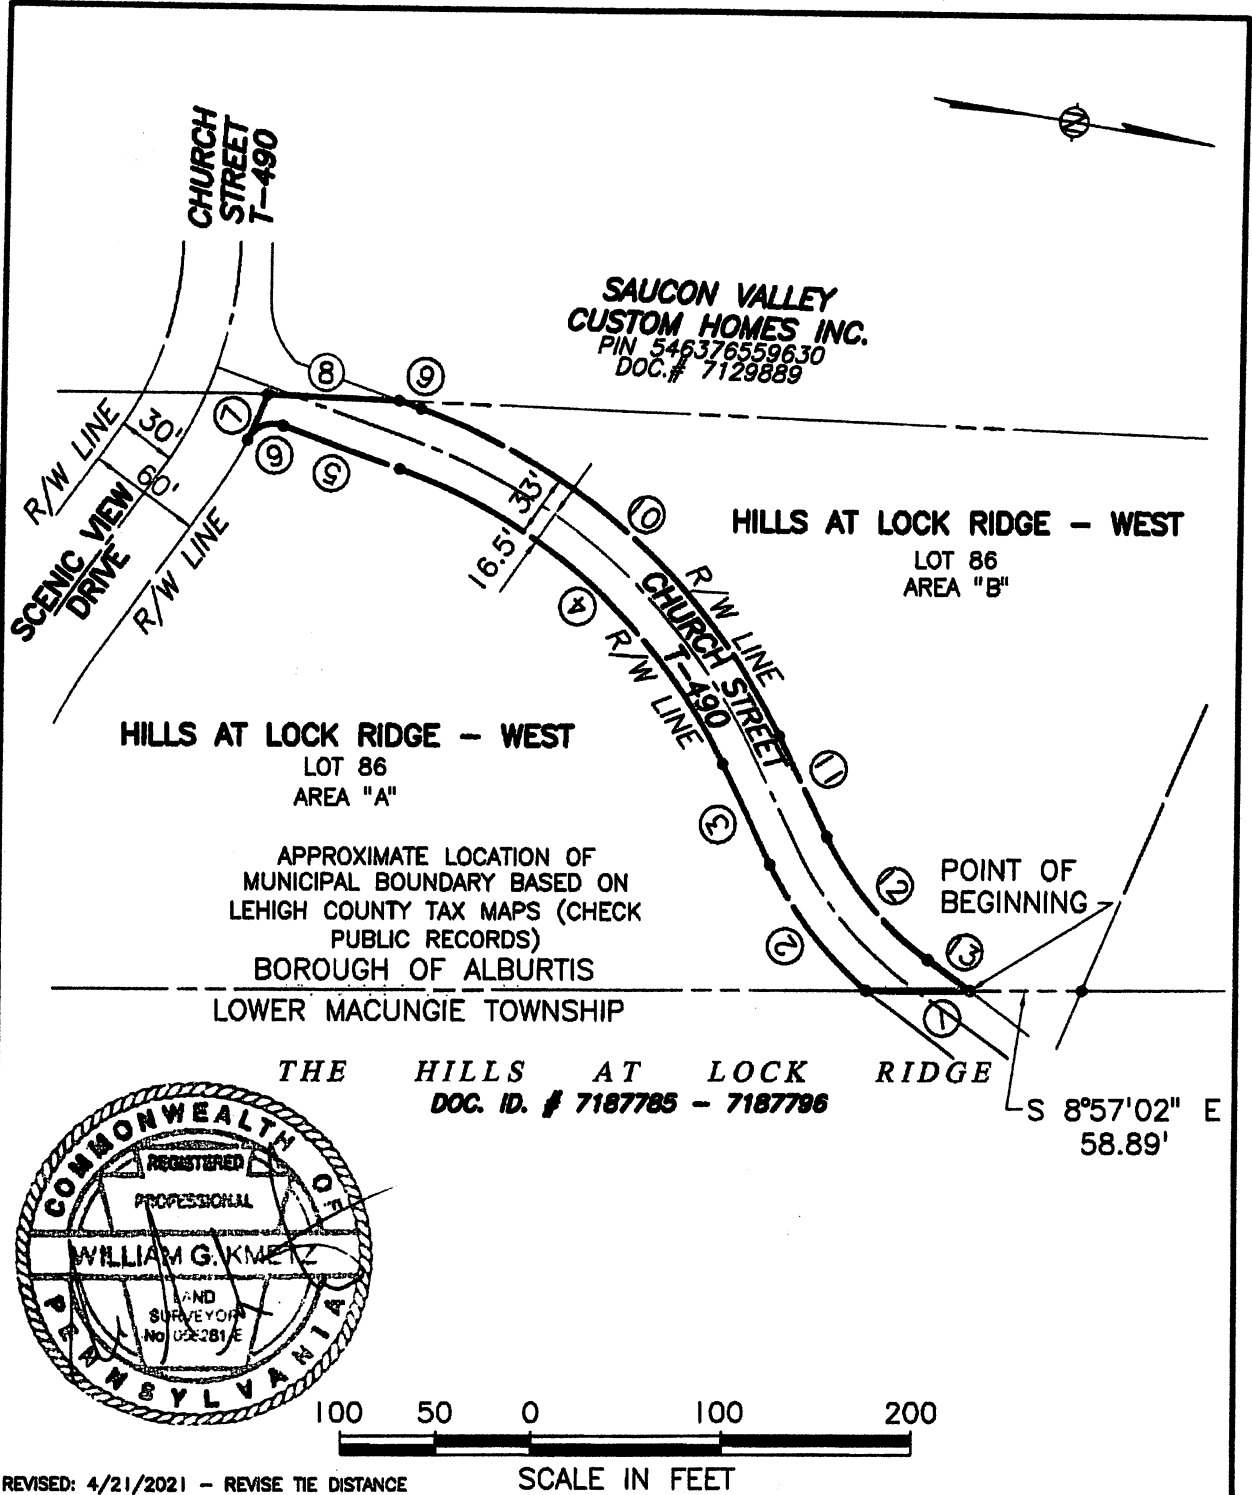 CHURCH
STREET
T-490
N
SAUCON VALLEY
CUSTOM HOMES INC.
PIN 546376559630
DOC.# 7129889
8
9
7
6
5
R/W LINE
30'
60'
SCENIC VIEW
DRIVE
R/W LINE
33'
16.5'
10
HILLS AT LOCK RIDGE - WEST
LOT 86
AREA "B"
4
R/W LINE
CHURCH STREET
T-490
R/W LINE
HILLS AT LOCK RIDGE - WEST
LOT 86
AREA "A"
11
3
APPROXIMATE LOCATION OF
MUNICIPAL BOUNDARY BASED ON
LEHIGH COUNTY TAX MAPS (CHECK
PUBLIC RECORDS)
BOROUGH OF ALBURTIS
LOWER MACUNGIE TOWNSHIP
12
POINT OF
BEGINNING
2
13
1
THE HILLS AT LOCK RIDGE
DOC. ID. # 7187785 - 7187796
S 8°57'02" E
58.89'
COMMONWEALTH OF
REGISTERED
PROFESSIONAL
WILLIAM G. KMETZ
LAND
SURVEYOR
PENNSYLVANIA
100 50 0 100 200
SCALE IN FEET
REVISED: 4/21/2021 - REVISE TIE DISTANCE